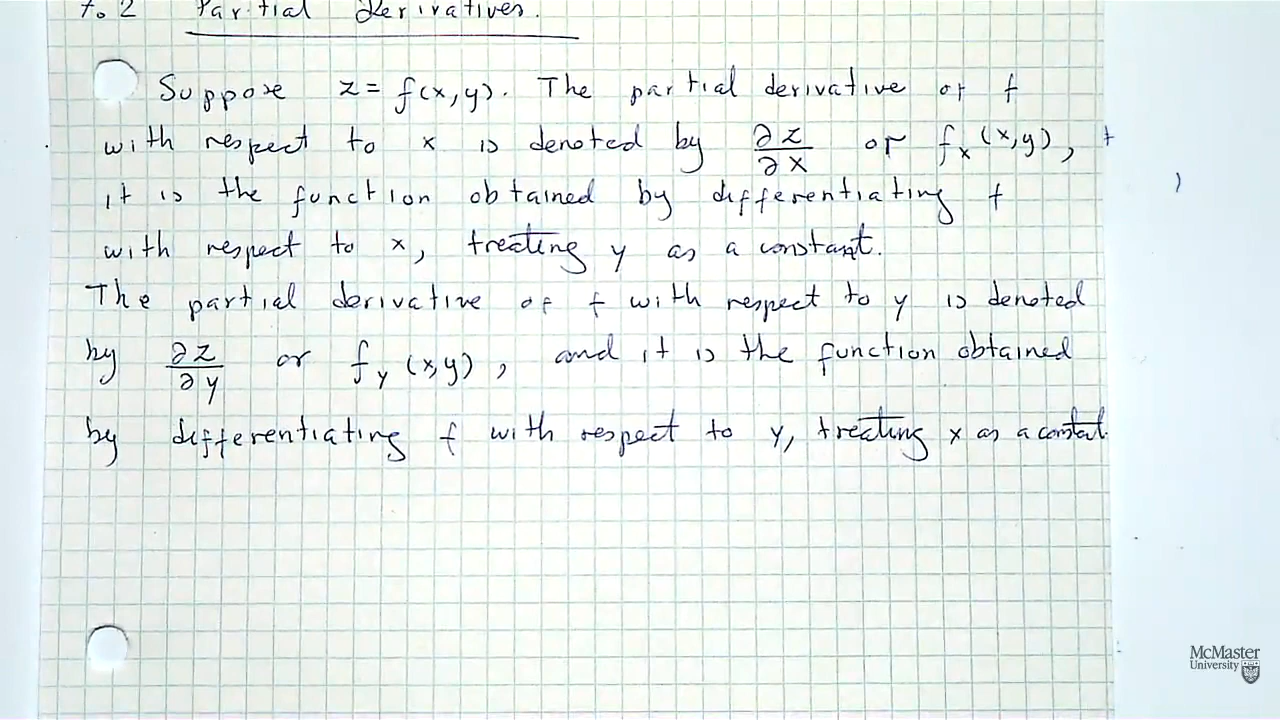 7.2 Partial Derivatives.
Suppose z = f(x,y). The partial derivative of f
with respect to x is denoted by ∂z/∂x or fₓ(x,y), +
it is the function obtained by differentiating f
with respect to x, treating y as a constant.
The partial derivative of f with respect to y is denoted
by ∂z/∂y or f_y(x,y), and it is the function obtained
by differentiating f with respect to y, treating x as a constat.
McMaster
University